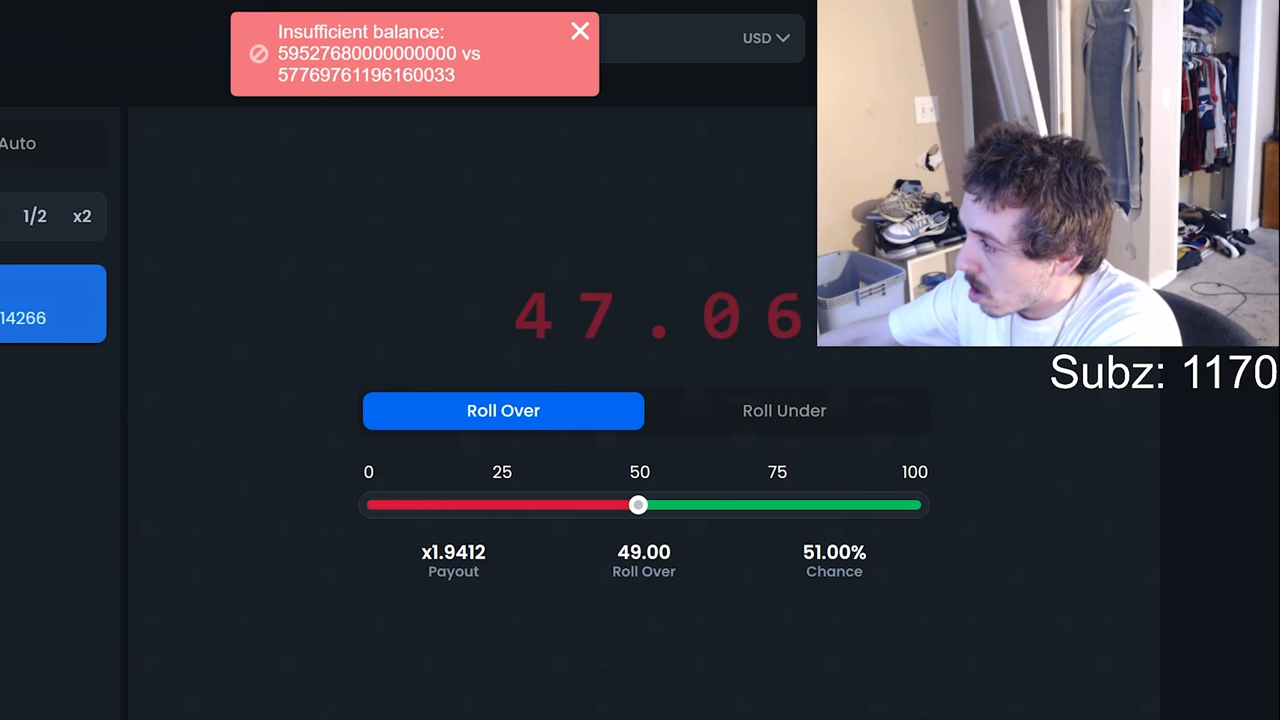 Insufficient balance:
59527680000000000 vs
57769761196160033
USD
Auto
1/2 x2
14266
47.06
Subz: 1170
Roll Over Roll Under
0 25 50 75 100
x1.9412 49.00 51.00%
Payout Roll Over Chance